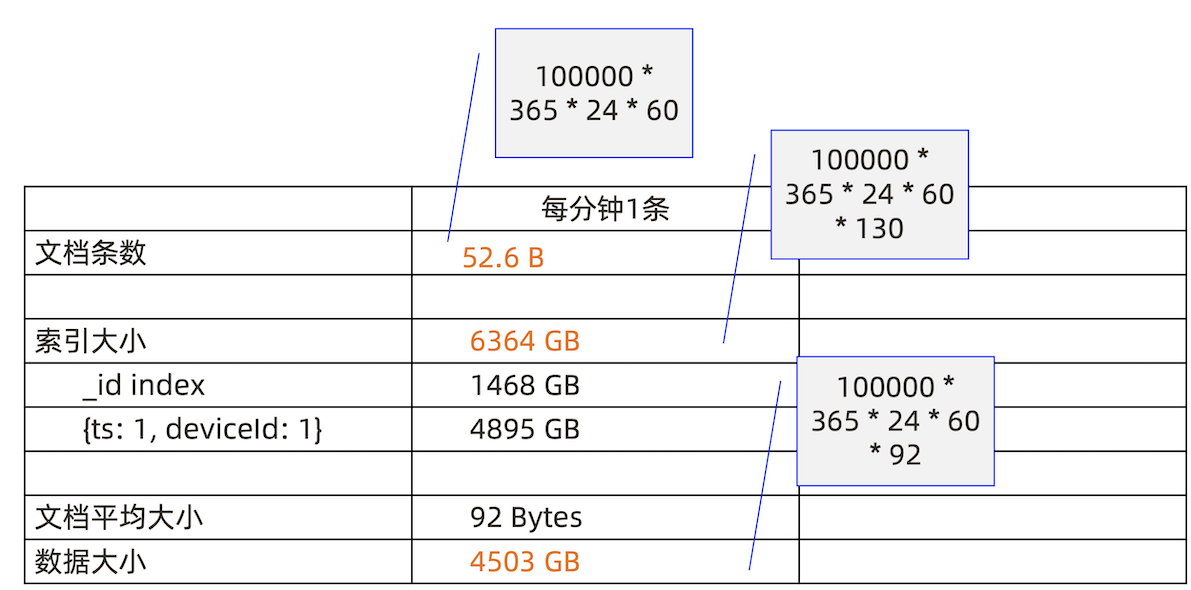 100000 *
365 * 24 * 60
100000 *
365 * 24 * 60
* 130
每分钟1条
文档条数
52.6 B
索引大小
6364 GB
_id index
1468 GB
{ts: 1, deviceId: 1}
4895 GB
100000 *
365 * 24 * 60
* 92
文档平均大小
92 Bytes
数据大小
4503 GB